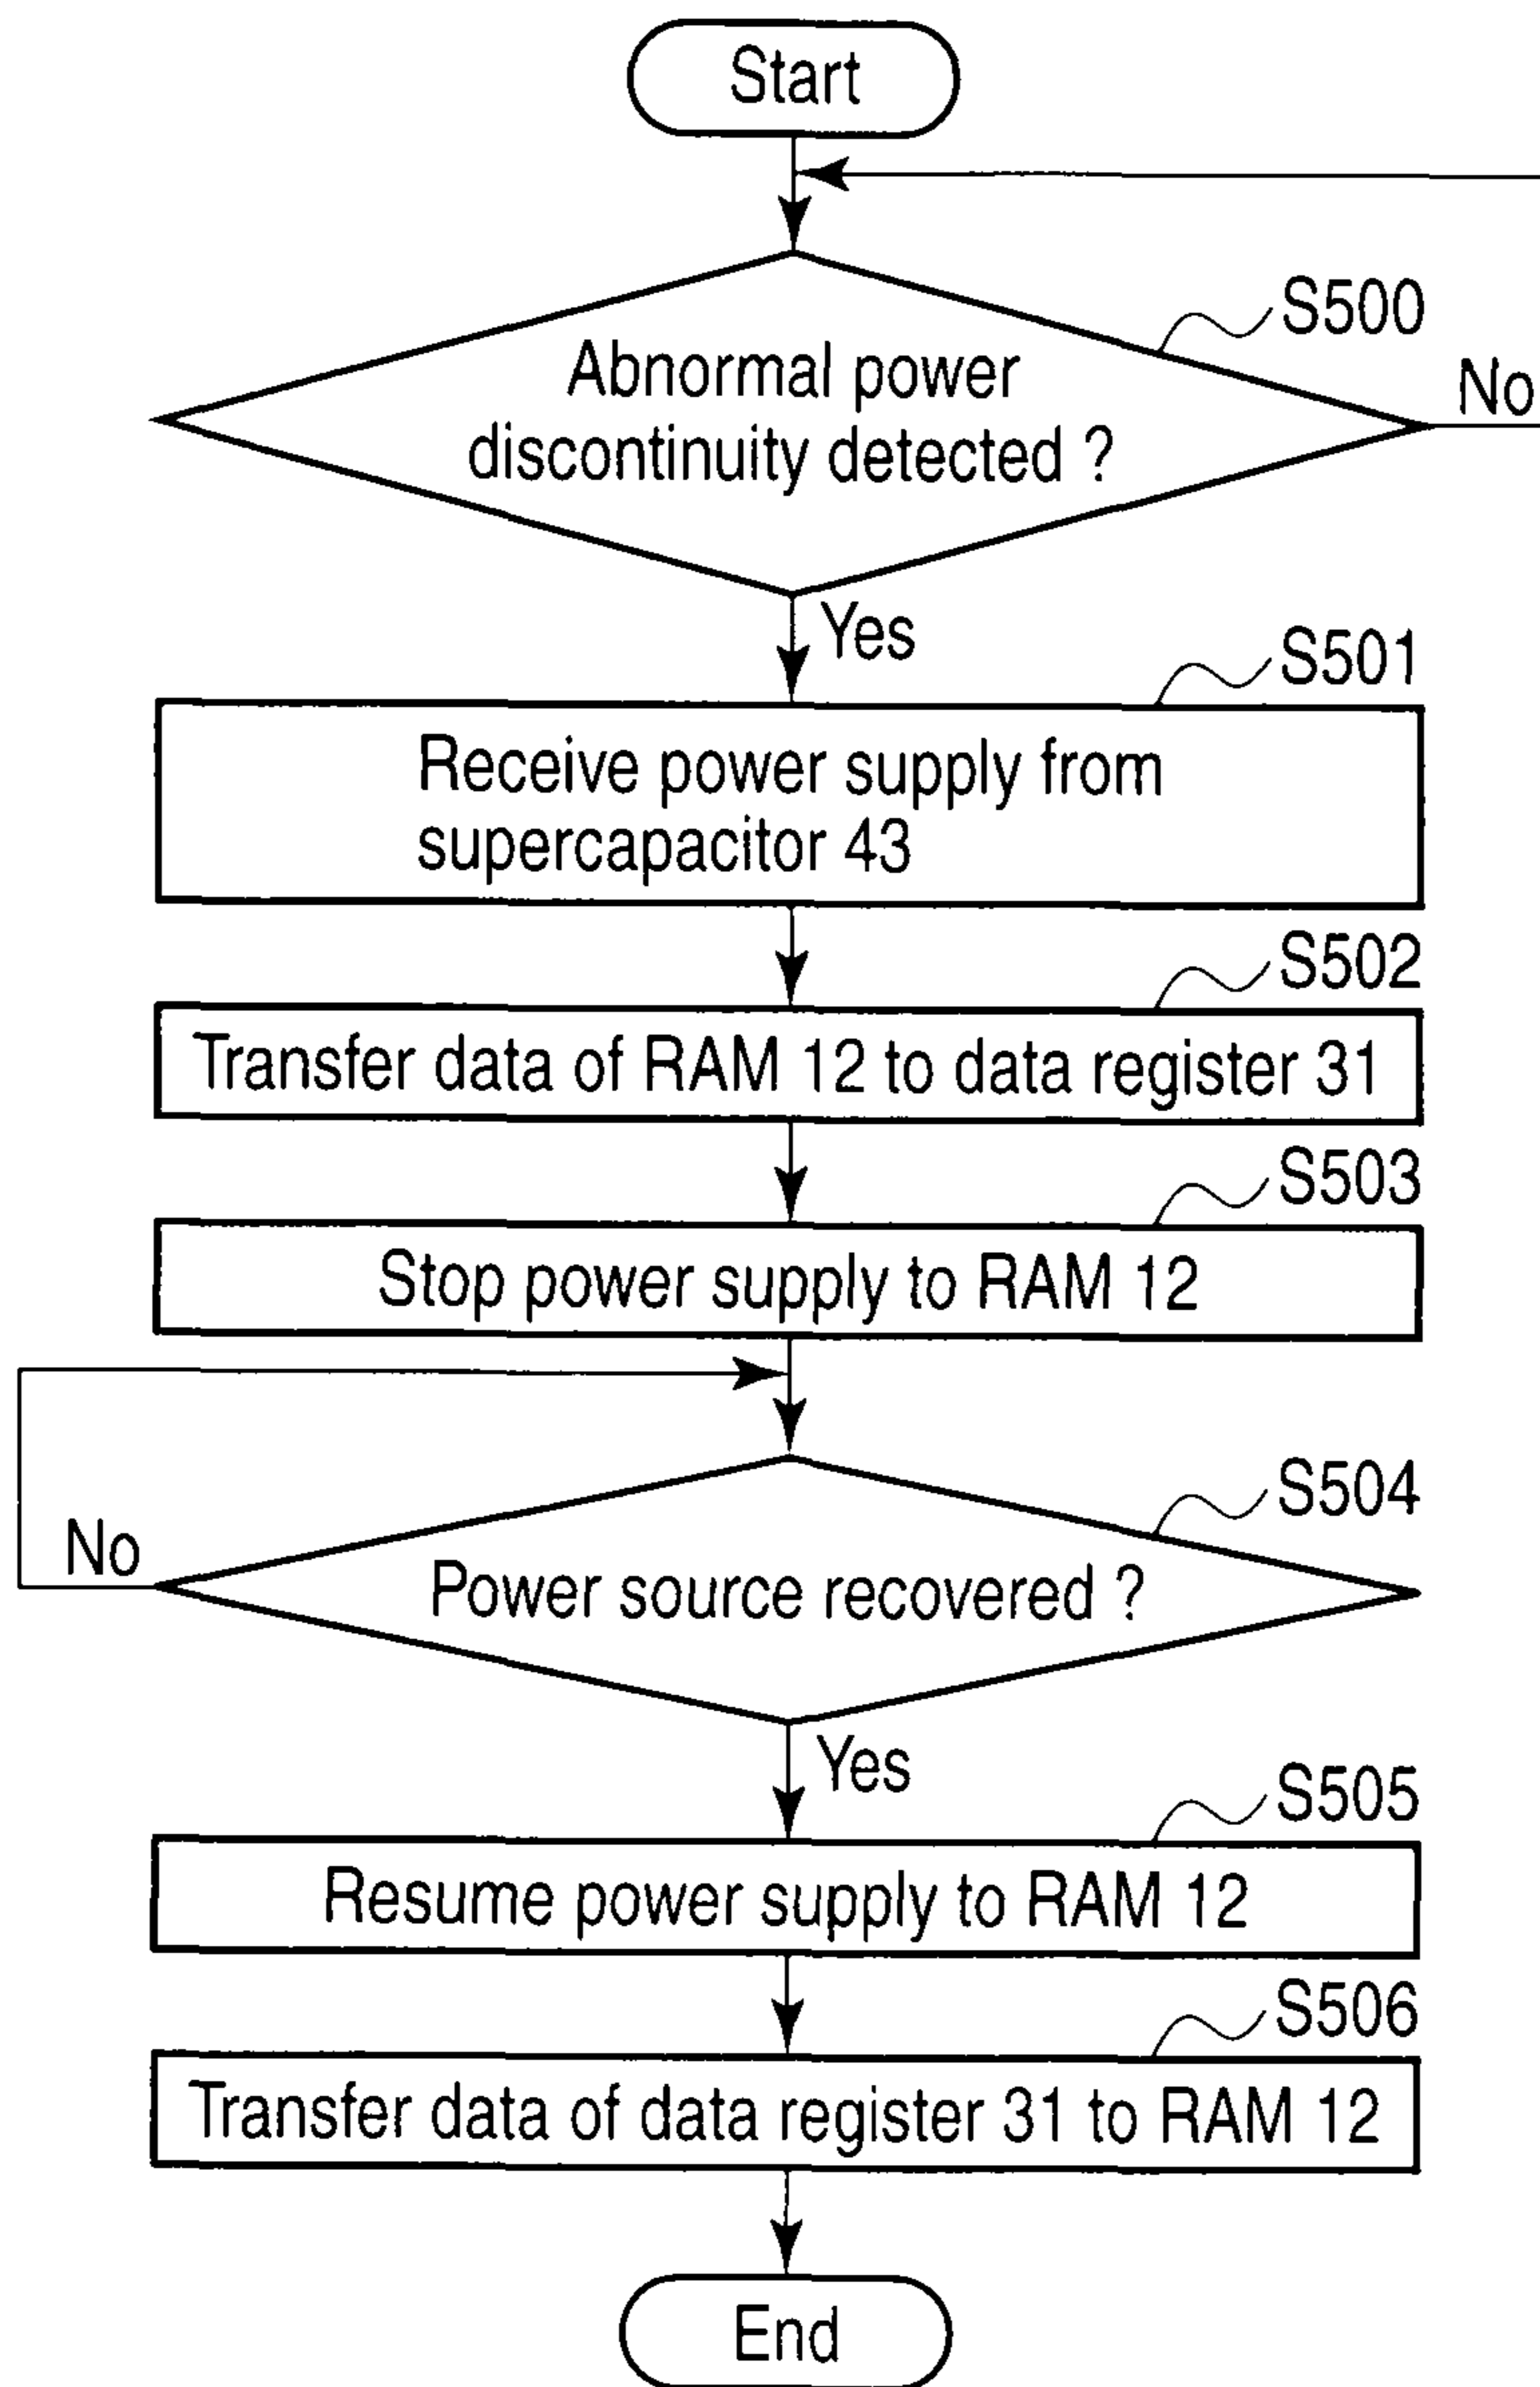 Start
S500
Abnormal power
discontinuity detected ?
No
Yes
S501
Receive power supply from
supercapacitor 43
S502
Transfer data of RAM 12 to data register 31
S503
Stop power supply to RAM 12
S504
No
Power source recovered ?
Yes
S505
Resume power supply to RAM 12
S506
Transfer data of data register 31 to RAM 12
End